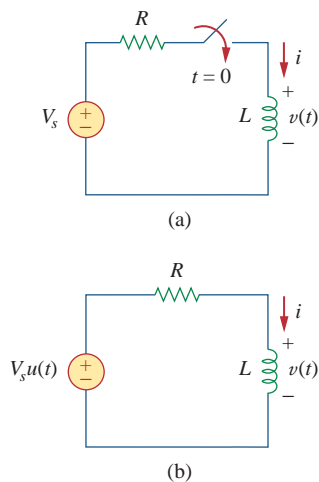 R
i
t = 0
V_s
+
−
L
+
v(t)
−
(a)
R
i
V_s u(t)
+
−
L
+
v(t)
−
(b)